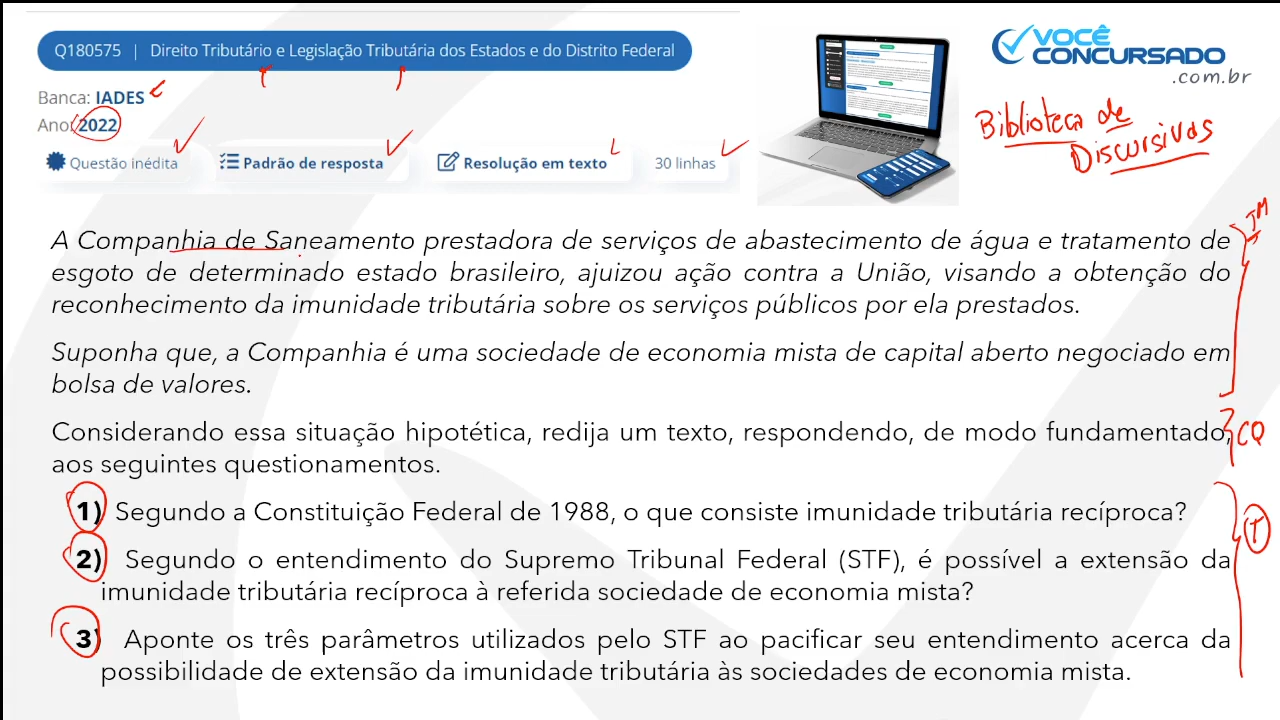 Q180575 | Direito Tributário e Legislação Tributária dos Estados e do Distrito Federal
VOCÊ
CONCURSADO
.com.br
Banca: IADES
Ano: 2022
Questão inédita
Padrão de resposta
Resolução em texto
30 linhas
Biblioteca de
Discursivas
A Companhia de Saneamento prestadora de serviços de abastecimento de água e tratamento de
esgoto de determinado estado brasileiro, ajuizou ação contra a União, visando a obtenção do
reconhecimento da imunidade tributária sobre os serviços públicos por ela prestados.
Suponha que, a Companhia é uma sociedade de economia mista de capital aberto negociado em
bolsa de valores.
Considerando essa situação hipotética, redija um texto, respondendo, de modo fundamentado,
aos seguintes questionamentos.
CQ
1) Segundo a Constituição Federal de 1988, o que consiste imunidade tributária recíproca?
T
2) Segundo o entendimento do Supremo Tribunal Federal (STF), é possível a extensão da
imunidade tributária recíproca à referida sociedade de economia mista?
3) Aponte os três parâmetros utilizados pelo STF ao pacificar seu entendimento acerca da
possibilidade de extensão da imunidade tributária às sociedades de economia mista.